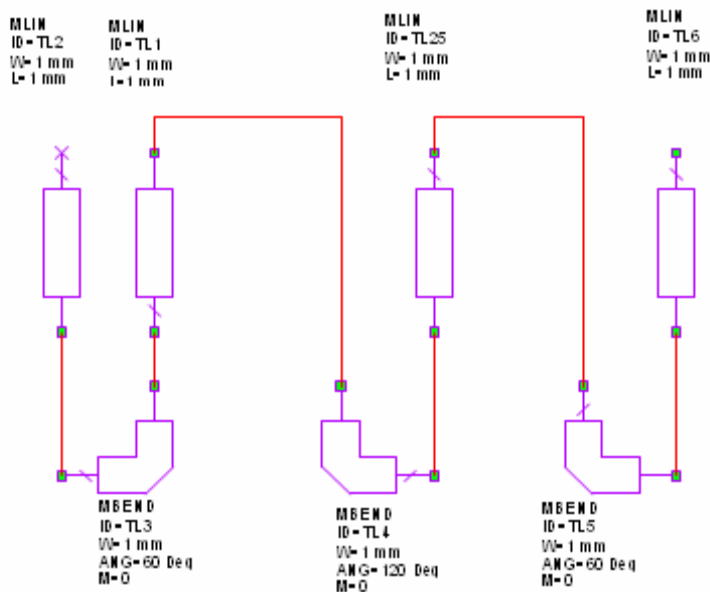 MLIN
ID=TL2
W=1 mm
L=1 mm
MLIN
ID=TL1
W=1 mm
L=1 mm
MLIN
ID=TL25
W=1 mm
L=1 mm
MLIN
ID=TL6
W=1 mm
L=1 mm
MBEND
ID=TL3
W=1 mm
ANG=60 Deg
M=0
MBEND
ID=TL4
W=1 mm
ANG=120 Deg
M=0
MBEND
ID=TL5
W=1 mm
ANG=60 Deg
M=0